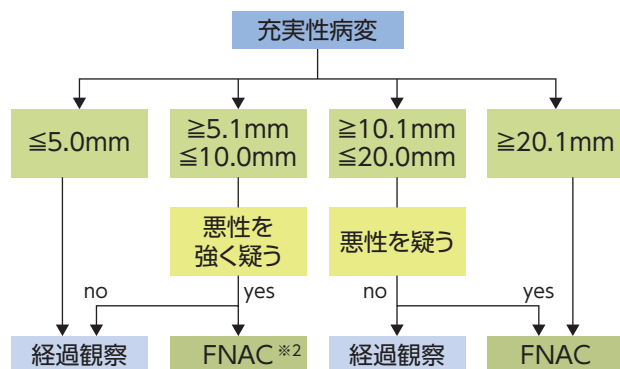 充実性病変
≦5.0mm
≧5.1mm
≦10.0mm
≧10.1mm
≦20.0mm
≧20.1mm
悪性を
強く疑う
悪性を疑う
no
yes
no
yes
経過観察
FNAC※2
経過観察
FNAC